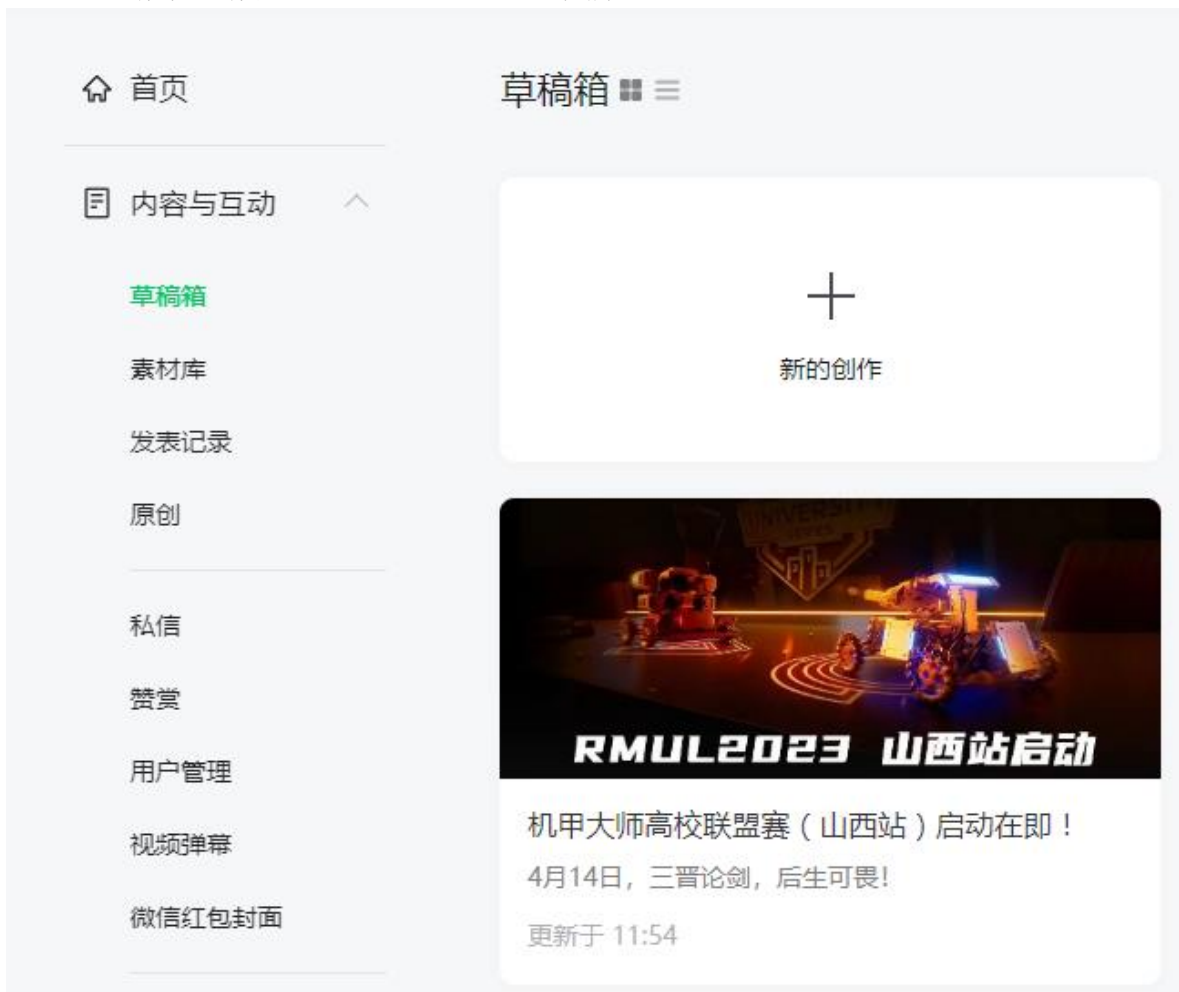 首页
内容与互动
草稿箱
素材库
发表记录
原创
私信
赞赏
用户管理
视频弹幕
微信红包封面
草稿箱
新的创作
UNIVERSITY
RMUL2023 山西站启动
机甲大师高校联盟赛（山西站）启动在即！
4月14日，三晋论剑，后生可畏!
更新于 11:54